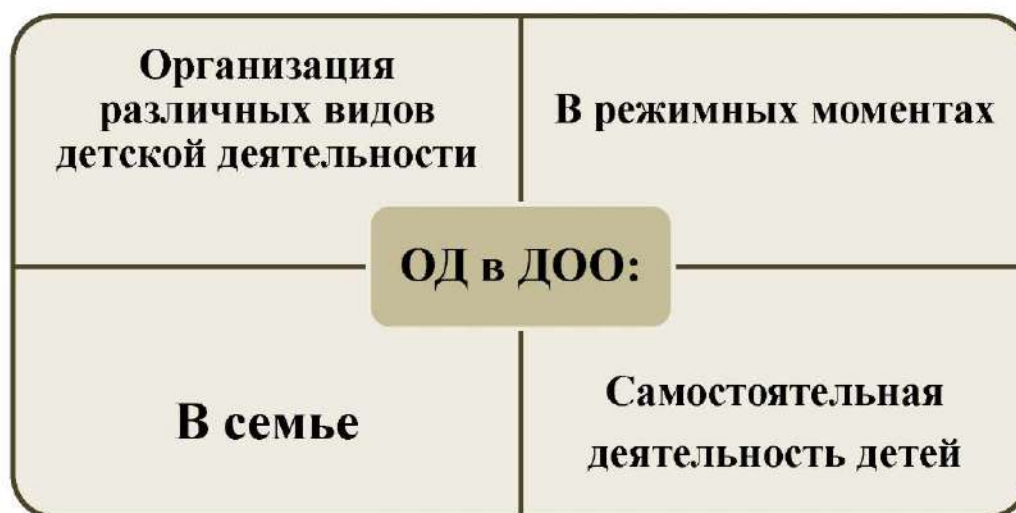 Организация
различных видов
детской деятельности
В режимных моментах
ОД в ДОО:
В семье
Самостоятельная
деятельность детей